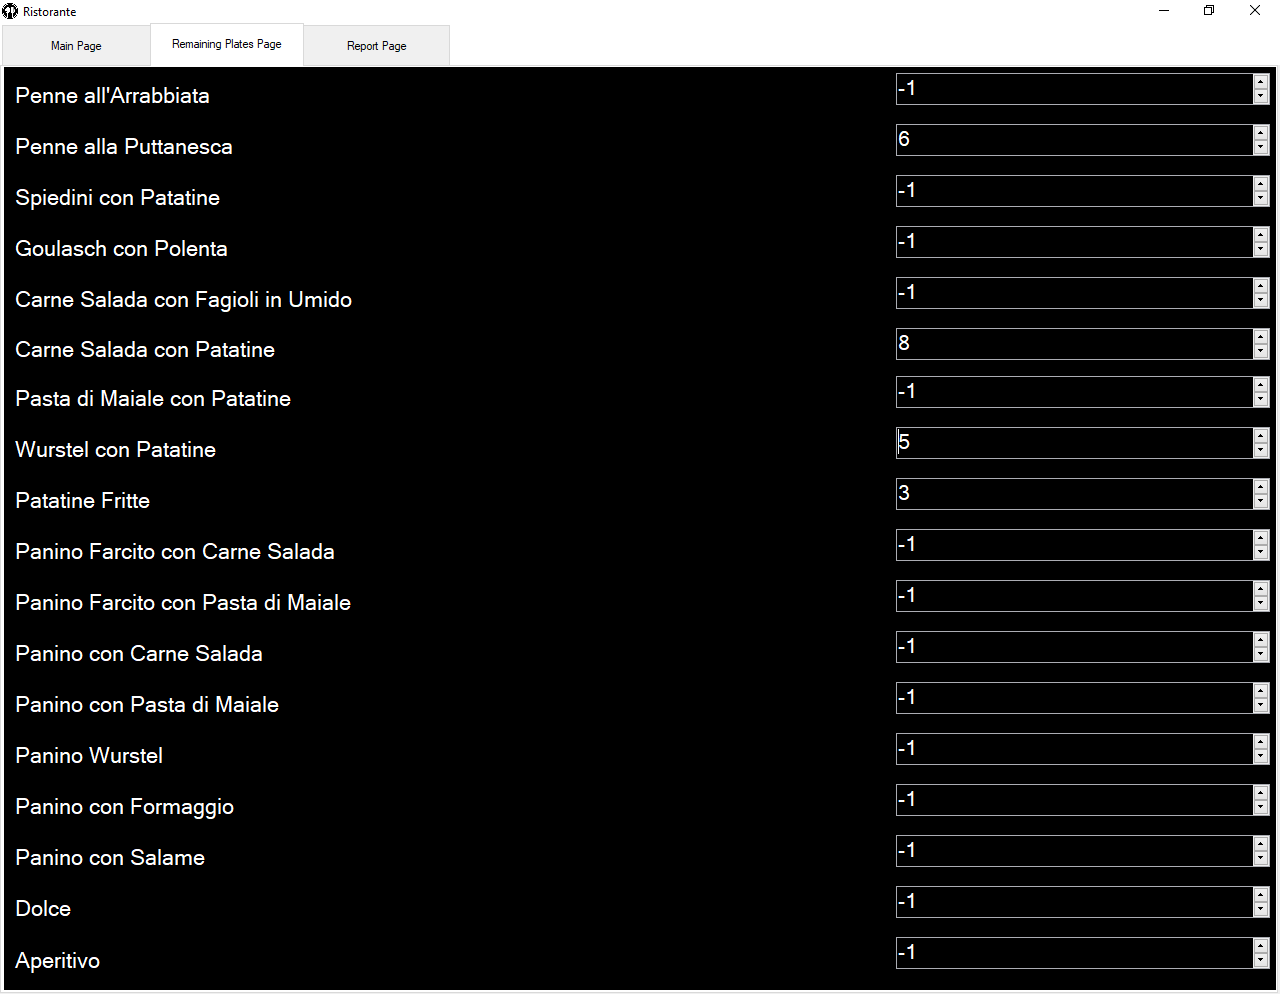 Ristorante
Main Page Remaining Plates Page Report Page
Penne all'Arrabbiata -1
Penne alla Puttanesca 6
Spiedini con Patatine -1
Goulasch con Polenta -1
Carne Salada con Fagioli in Umido -1
Carne Salada con Patatine 8
Pasta di Maiale con Patatine -1
Wurstel con Patatine 5
Patatine Fritte 3
Panino Farcito con Carne Salada -1
Panino Farcito con Pasta di Maiale -1
Panino con Carne Salada -1
Panino con Pasta di Maiale -1
Panino Wurstel -1
Panino con Formaggio -1
Panino con Salame -1
Dolce -1
Aperitivo -1